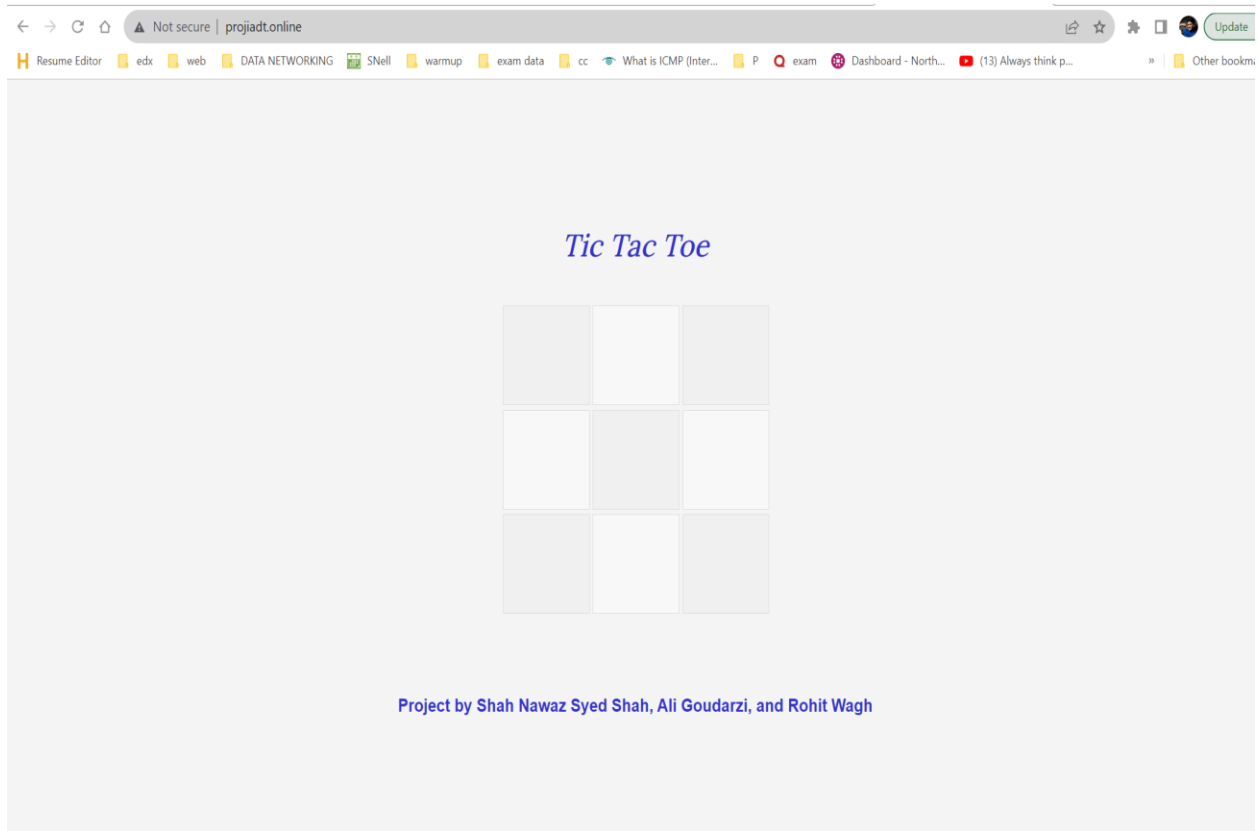 Not secure | projiadt.online
Update
H Resume Editor edx web DATA NETWORKING SNell warmup exam data cc What is ICMP (Inter... P Q exam Dashboard - North... (13) Always think p... » Other bookma
Tic Tac Toe
Project by Shah Nawaz Syed Shah, Ali Goudarzi, and Rohit Wagh